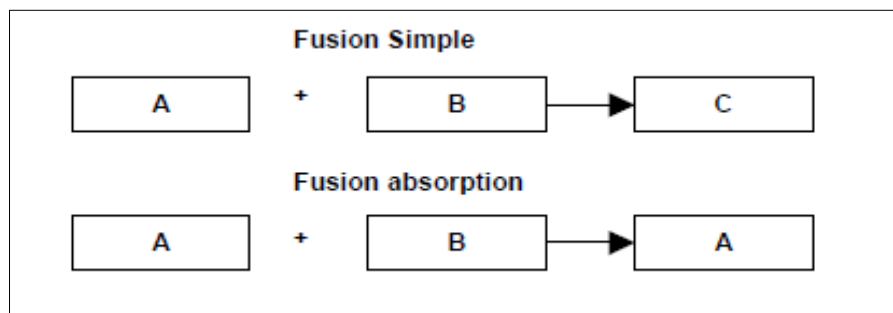 Fusion Simple
A + B C
Fusion absorption
A + B A